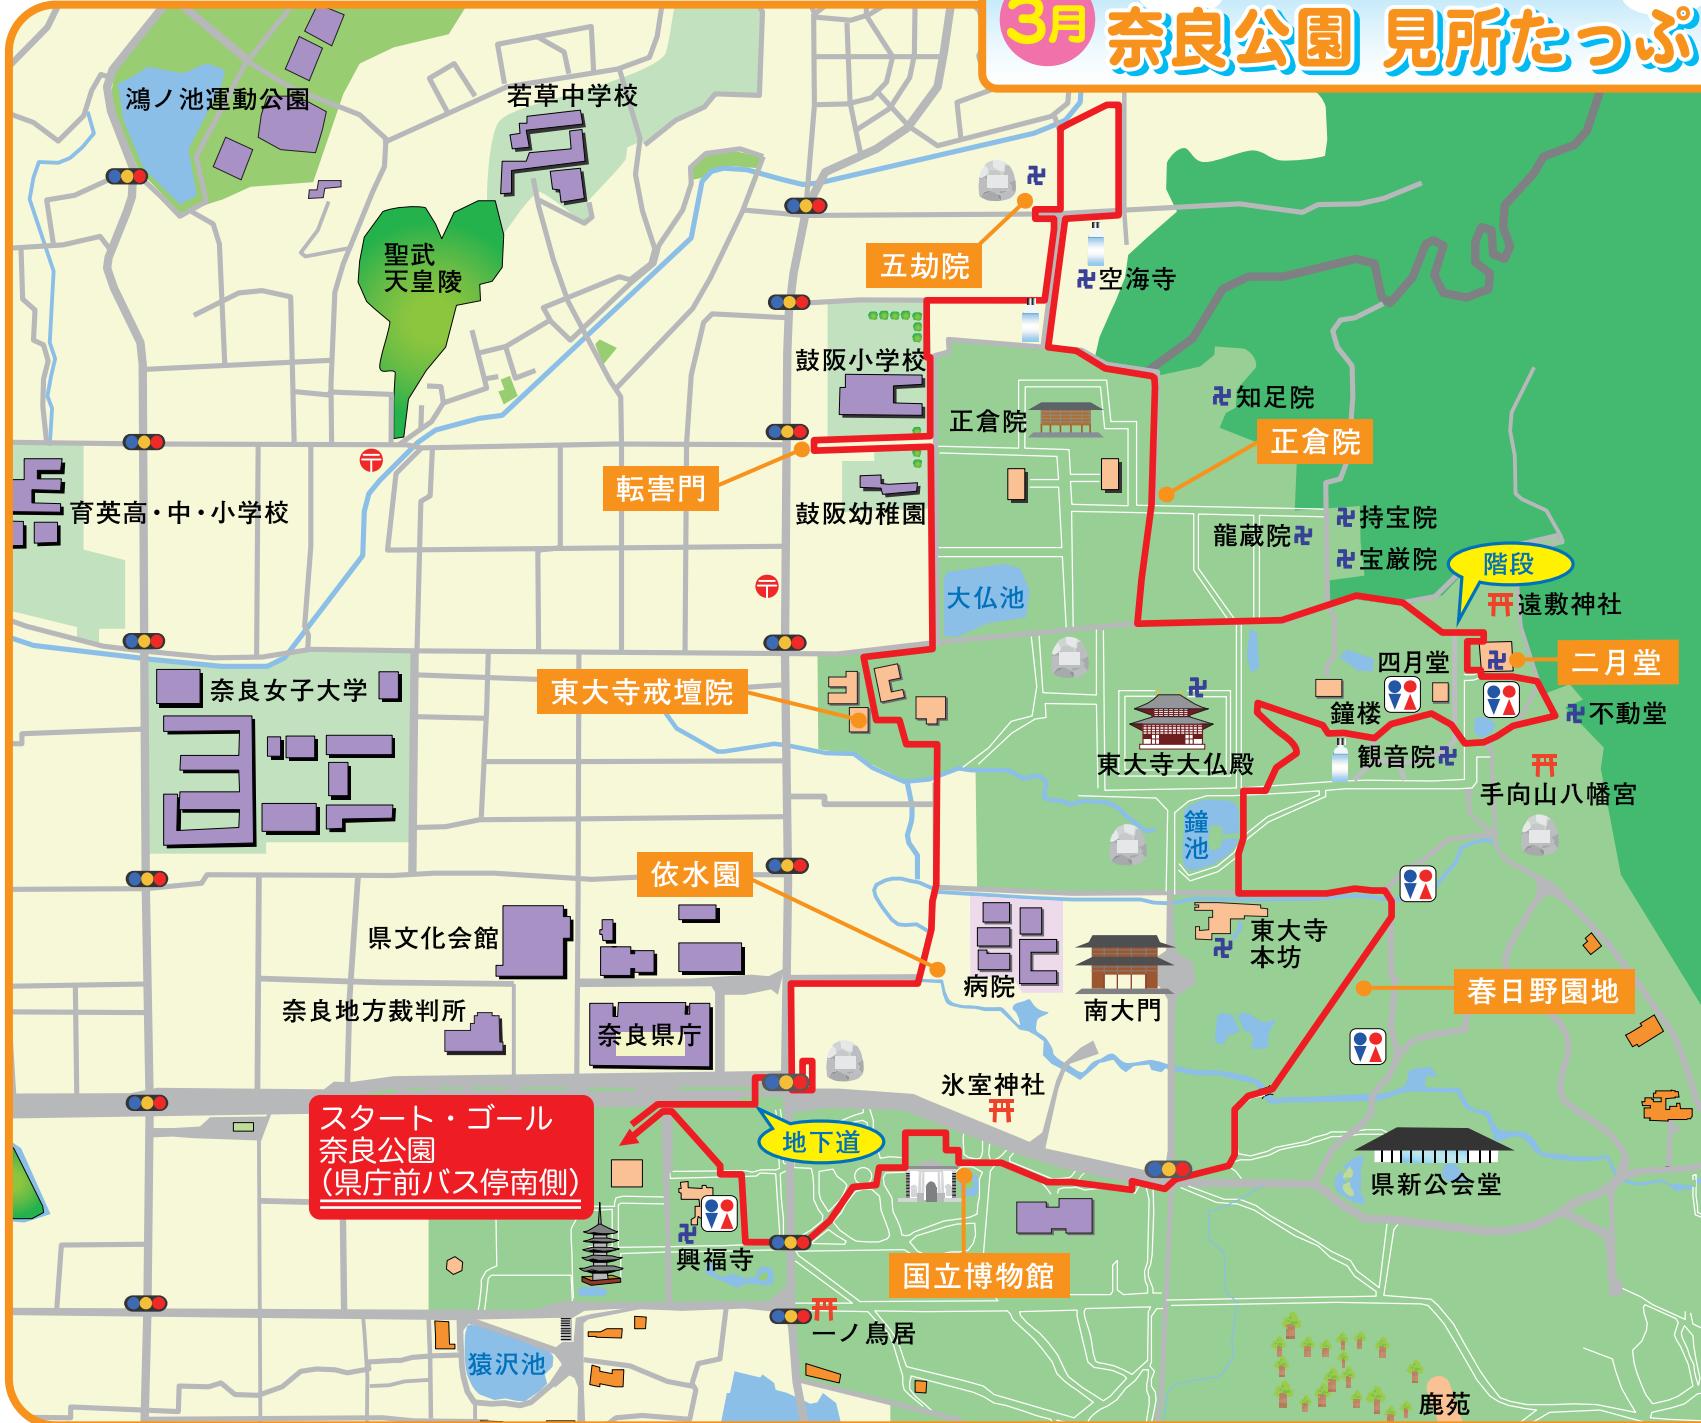 3月
奈良公園 見所たっぷ
鴻ノ池運動公園
若草中学校
聖武
天皇陵
五劫院
空海寺
鼓阪小学校
正倉院
知足院
正倉院
転害門
育英高・中・小学校
鼓阪幼稚園
龍蔵院
持宝院
宝厳院
階段
大仏池
遠敷神社
四月堂
二月堂
奈良女子大学
東大寺戒壇院
鐘楼
不動堂
観音院
東大寺大仏殿
手向山八幡宮
鐘池
依水園
県文化会館
東大寺
本坊
病院
春日野園地
奈良地方裁判所
南大門
奈良県庁
氷室神社
スタート・ゴール
奈良公園
(県庁前バス停南側)
地下道
県新公会堂
興福寺
国立博物館
一ノ鳥居
猿沢池
鹿苑